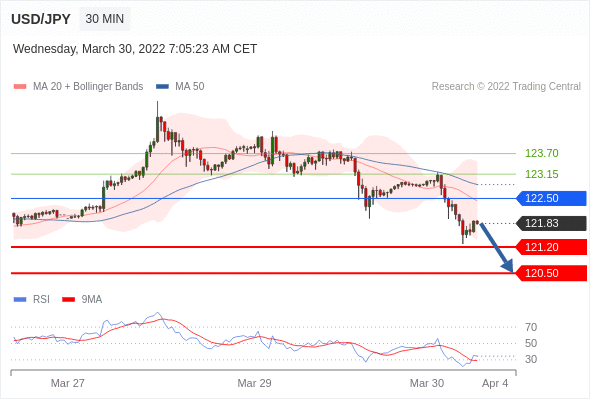 USD/JPY 30 MIN
Wednesday, March 30, 2022 7:05:23 AM CET
MA 20 + Bollinger Bands MA 50 Research © 2022 Trading Central
123.70
123.15
122.50
121.83
121.20
120.50
RSI 9MA
70
50
30
Mar 27 Mar 29 Mar 30 Apr 4